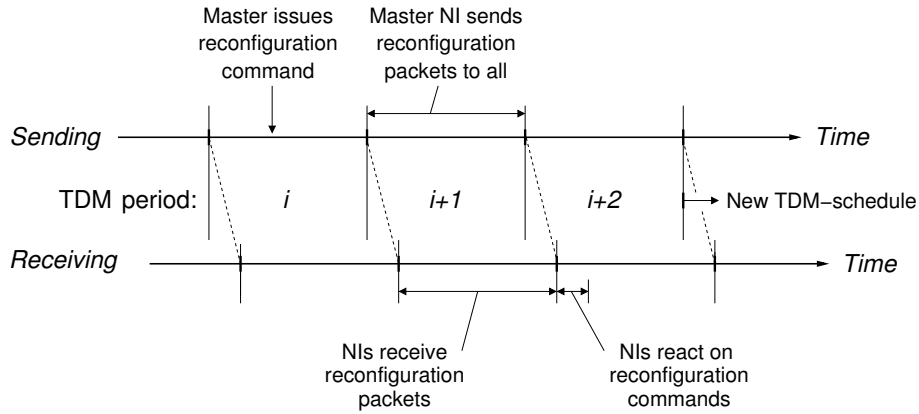 Master issues
reconfiguration
command
Master NI sends
reconfiguration
packets to all
Sending
Time
TDM period:
i
i+1
i+2
New TDM−schedule
Receiving
Time
NIs receive
reconfiguration
packets
NIs react on
reconfiguration
commands